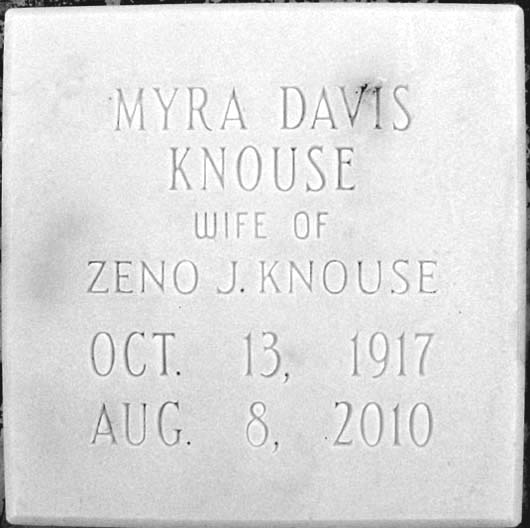 MYRA DAVIS
KNOUSE
WIFE OF
ZENO J. KNOUSE
OCT. 13, 1917
AUG. 8, 2010